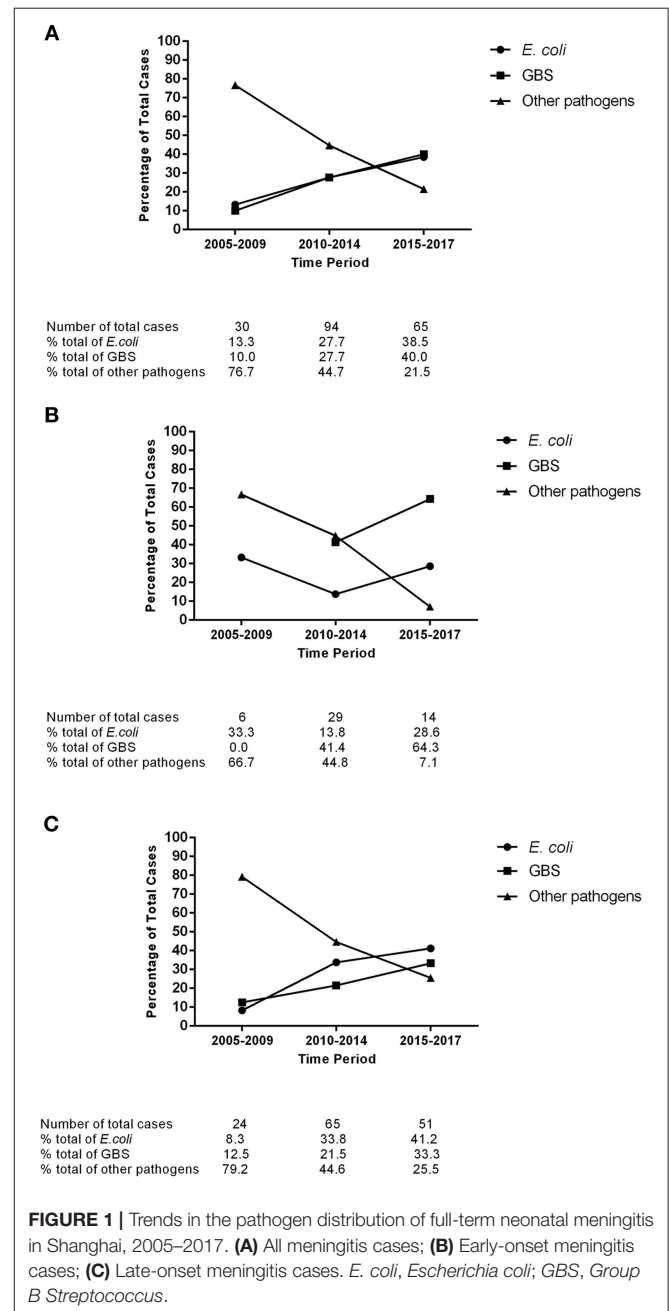 A
100
90
80
70
60
50
40
30
20
10
0
Percentage of Total Cases
2005-2009 2010-2014 2015-2017
Time Period
E. coli
GBS
Other pathogens
Number of total cases 30 94 65
% total of E.coli 13.3 27.7 38.5
% total of GBS 10.0 27.7 40.0
% total of other pathogens 76.7 44.7 21.5
B
100
90
80
70
60
50
40
30
20
10
0
Percentage of Total Cases
2005-2009 2010-2014 2015-2017
Time Period
E. coli
GBS
Other pathogens
Number of total cases 6 29 14
% total of E.coli 33.3 13.8 28.6
% total of GBS 0.0 41.4 64.3
% total of other pathogens 66.7 44.8 7.1
C
100
90
80
70
60
50
40
30
20
10
0
Percentage of Total Cases
2005-2009 2010-2014 2015-2017
Time Period
E. coli
GBS
Other pathogens
Number of total cases 24 65 51
% total of E.coli 8.3 33.8 41.2
% total of GBS 12.5 21.5 33.3
% total of other pathogens 79.2 44.6 25.5
FIGURE 1 | Trends in the pathogen distribution of full-term neonatal meningitis
in Shanghai, 2005–2017. (A) All meningitis cases; (B) Early-onset meningitis
cases; (C) Late-onset meningitis cases. E. coli, Escherichia coli; GBS, Group
B Streptococcus.